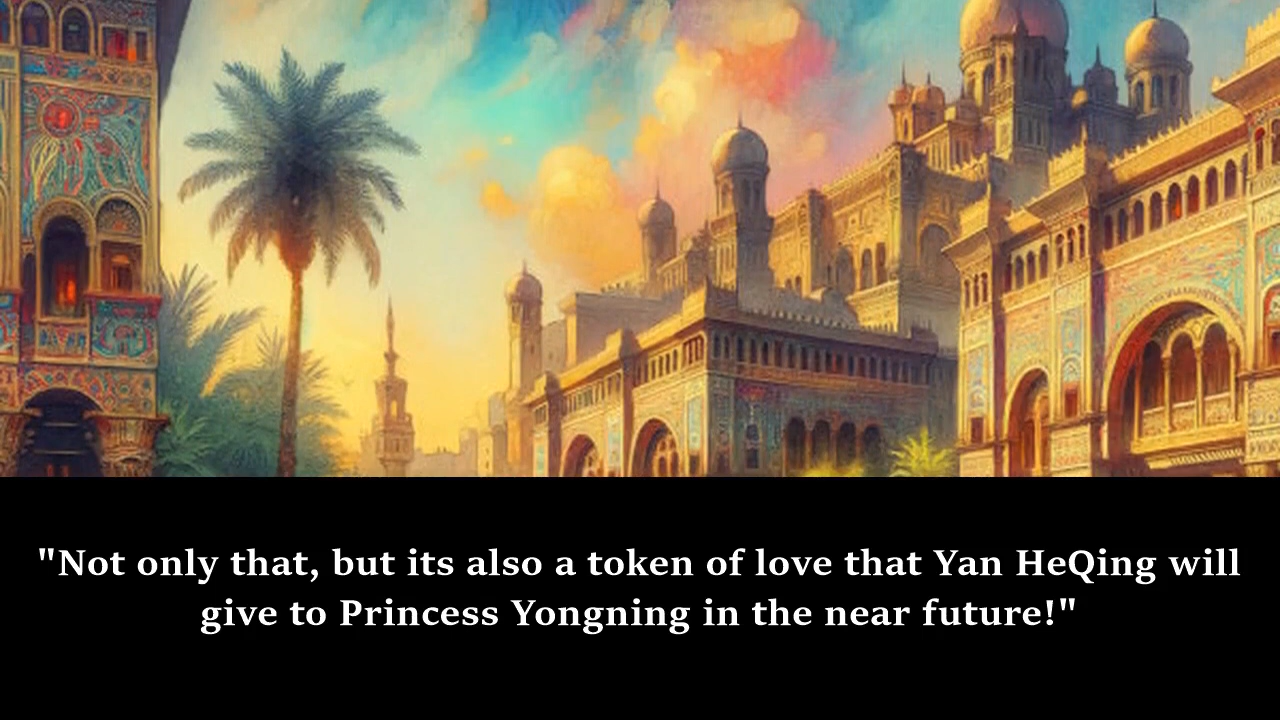 "Not only that, but its also a token of love that Yan HeQing will
give to Princess Yongning in the near future!"